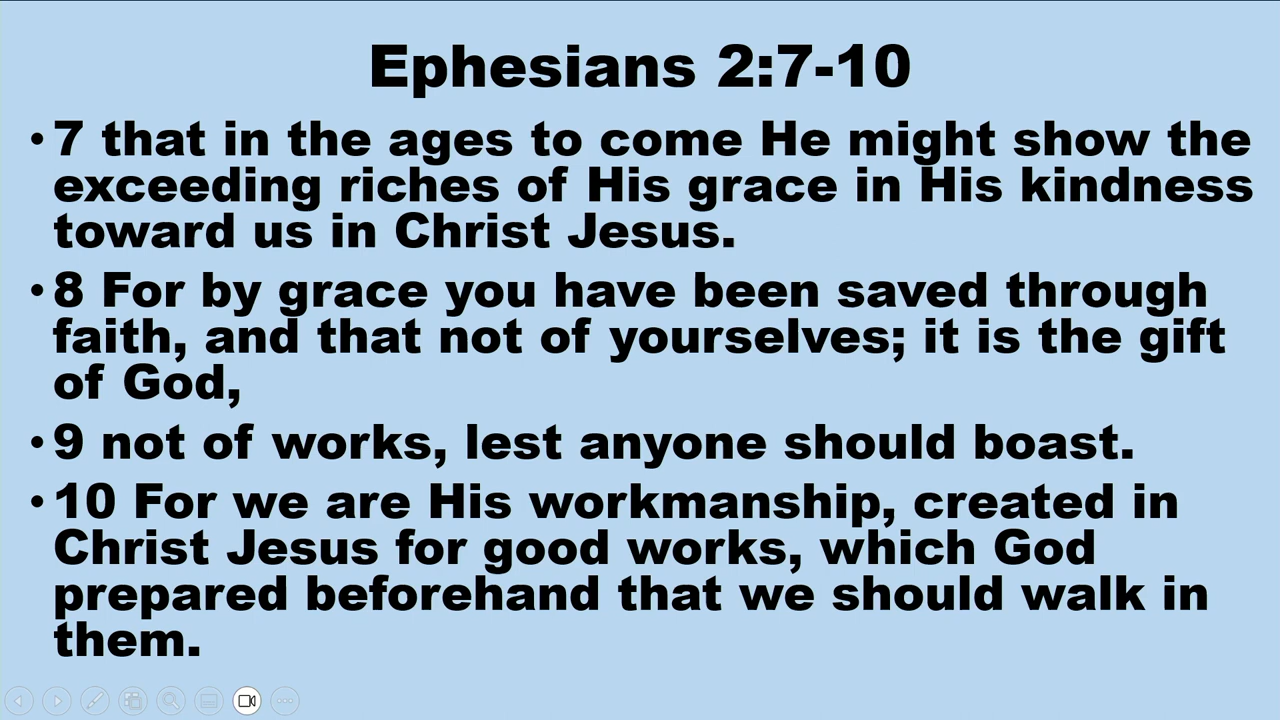 Ephesians 2:7-10
• 7 that in the ages to come He might show the
exceeding riches of His grace in His kindness
toward us in Christ Jesus.
• 8 For by grace you have been saved through
faith, and that not of yourselves; it is the gift
of God,
• 9 not of works, lest anyone should boast.
• 10 For we are His workmanship, created in
Christ Jesus for good works, which God
prepared beforehand that we should walk in
them.